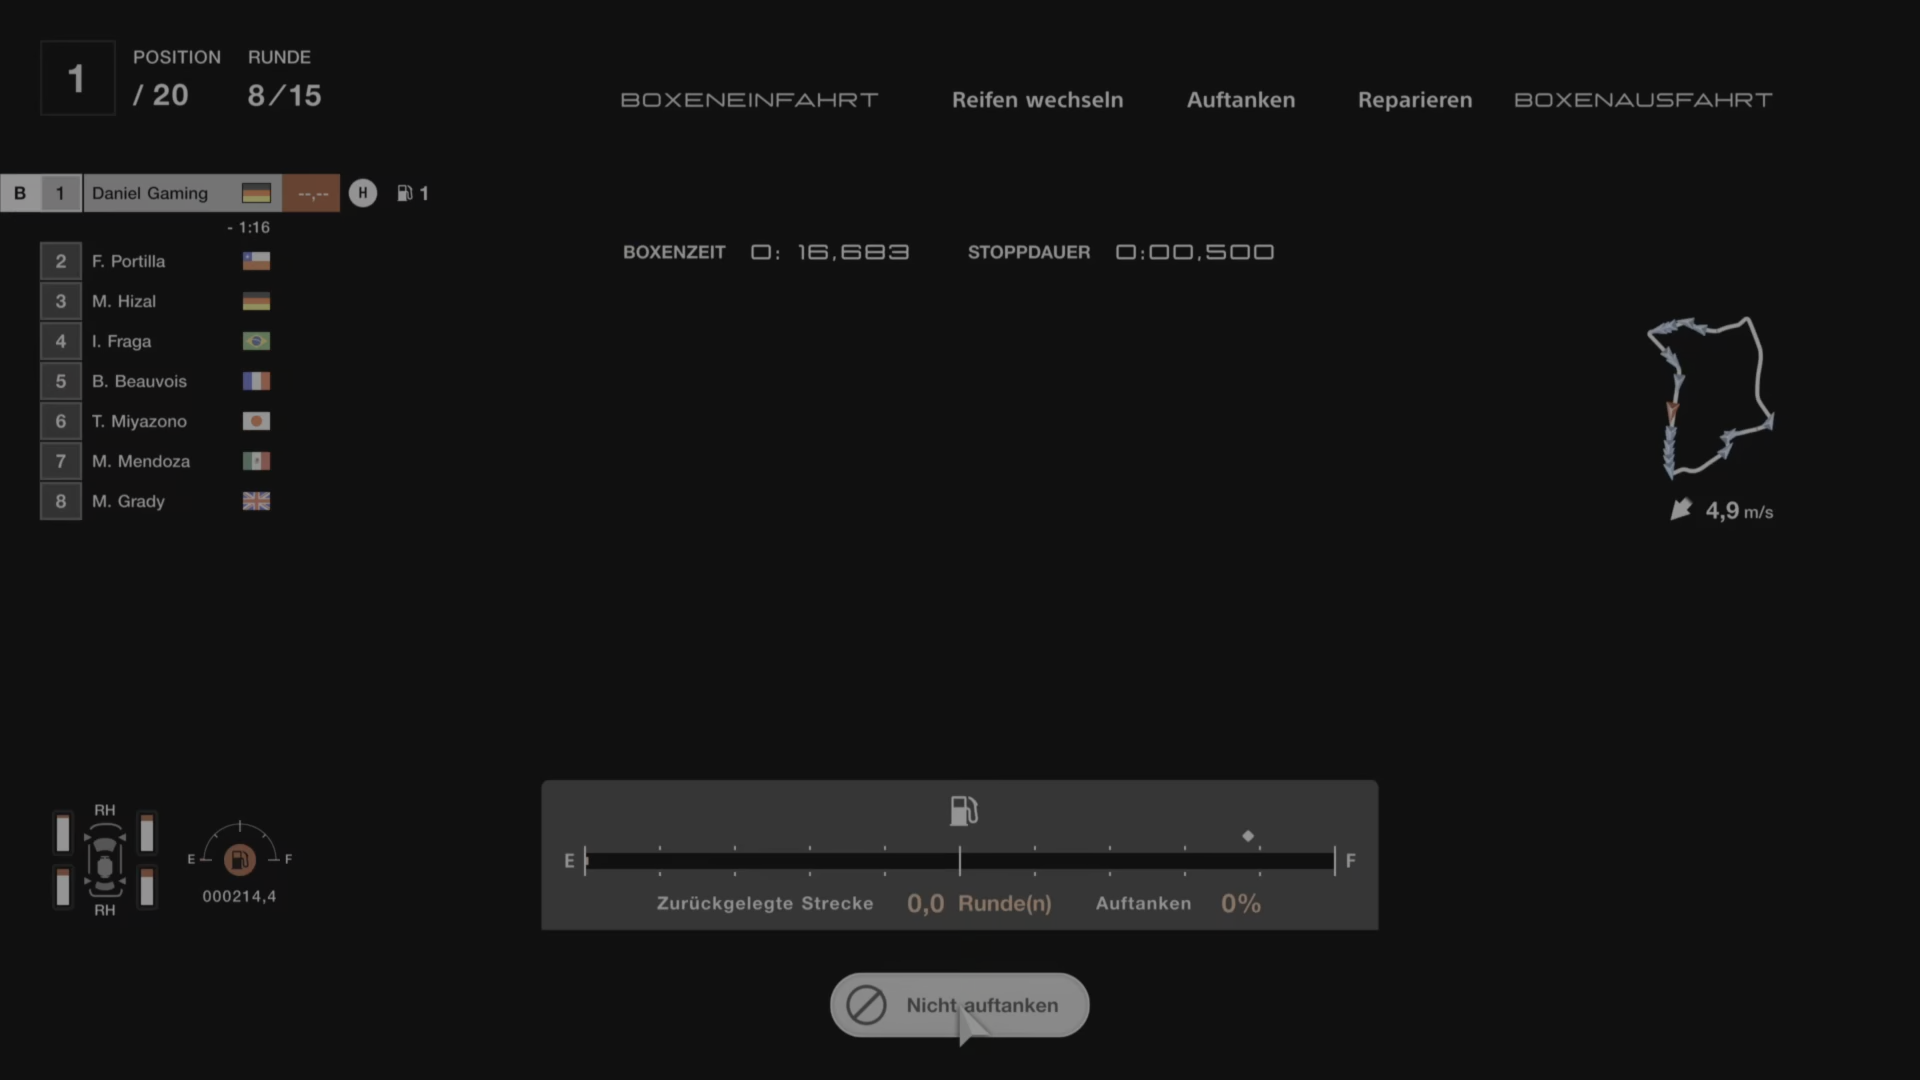 1
POSITION
/ 20
RUNDE
8/15
BOXENEINFAHRT
Reifen wechseln
Auftanken
Reparieren
BOXENAUSFAHRT
B 1 Daniel Gaming --,-- H 1
- 1:16
2 F. Portilla
3 M. Hizal
4 I. Fraga
5 B. Beauvois
6 T. Miyazono
7 M. Mendoza
8 M. Grady
BOXENZEIT 0: 16,683 STOPPDAUER 0:00,500
4,9 m/s
RH
RH
E F
000214,4
E F
Zurückgelegte Strecke 0,0 Runde(n) Auftanken 0%
Nicht auftanken